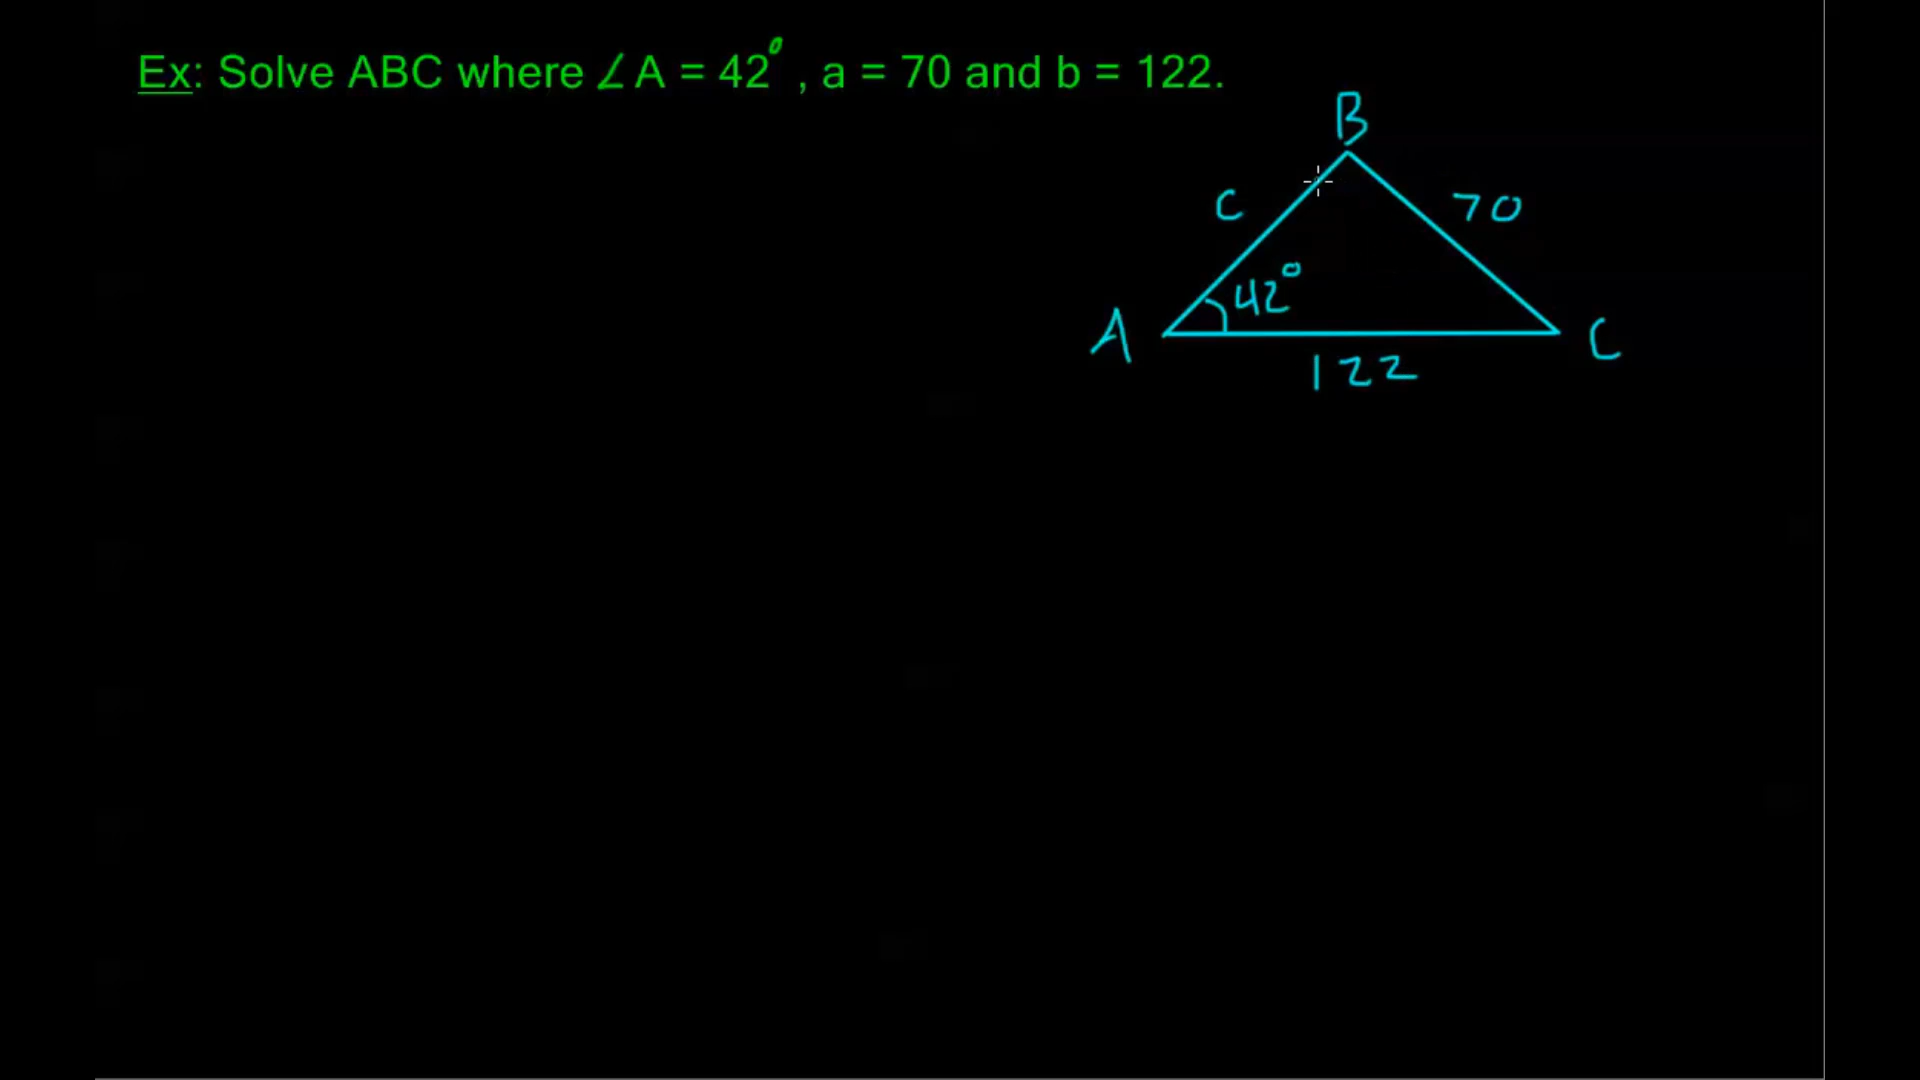 Ex: Solve ABC where ∠A = 42° , a = 70 and b = 122.
B
c
70
42°
A
C
122